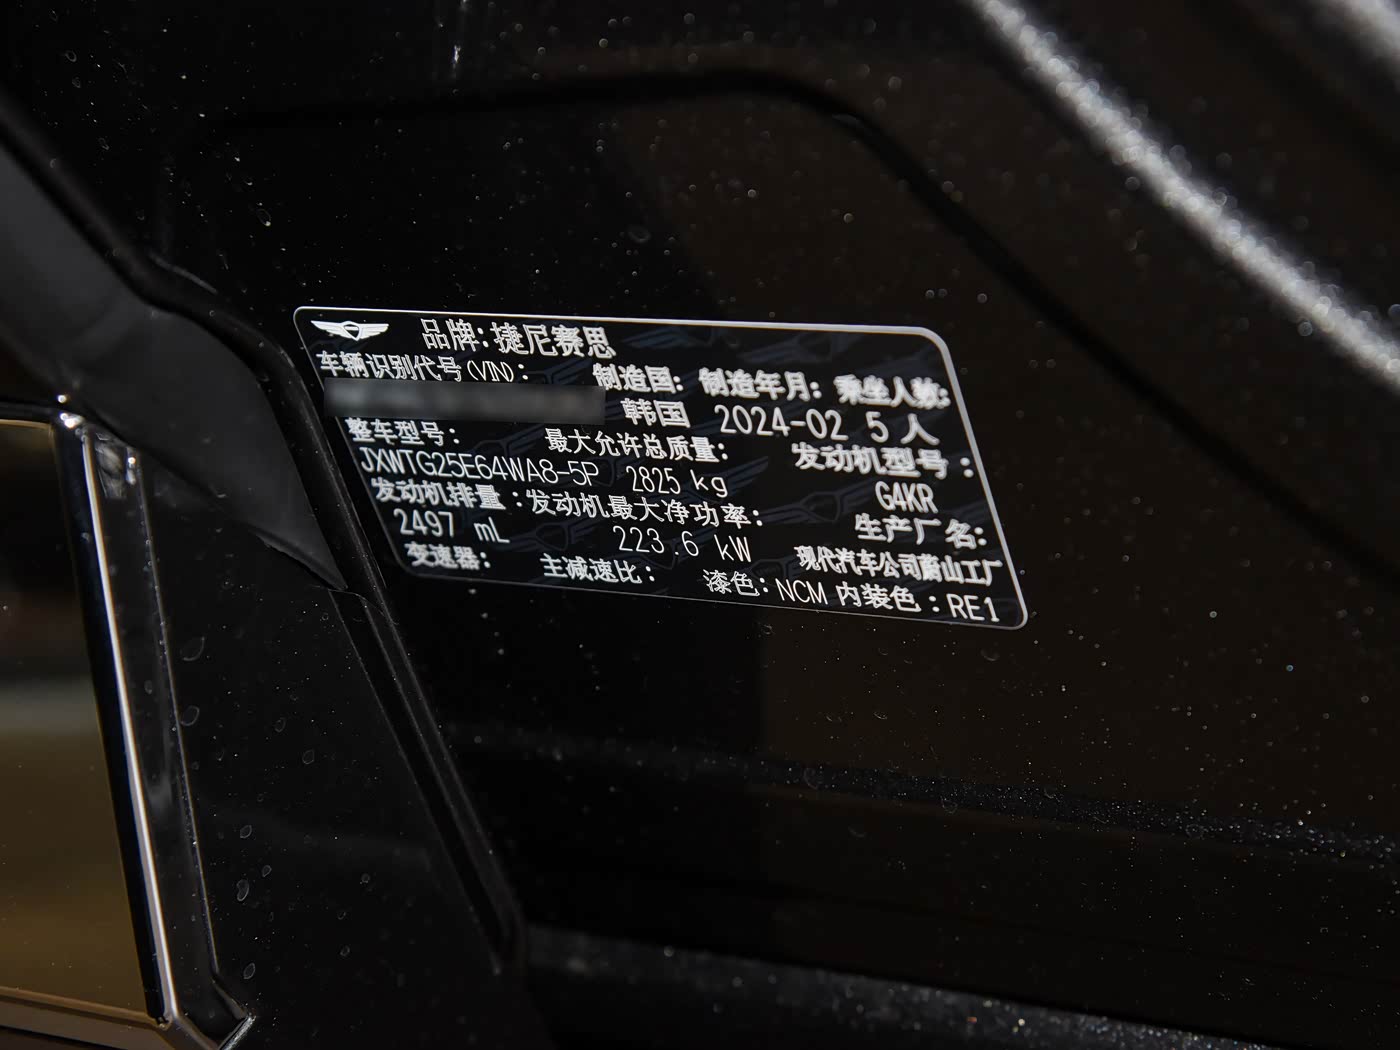 品牌:捷尼赛思
车辆识别代号(VIN): 制造国: 制造年月: 乘坐人数:
韩国 2024-02 5人
整车型号: 最大允许总质量: 发动机型号:
JXWTG25E64WA8-5P 2825 kg G4KR
发动机排量:发动机最大净功率: 生产厂名:
2497 mL 223.6 kW 现代汽车公司蔚山工厂
变速器: 主减速比: 漆色:NCM 内装色:RE1